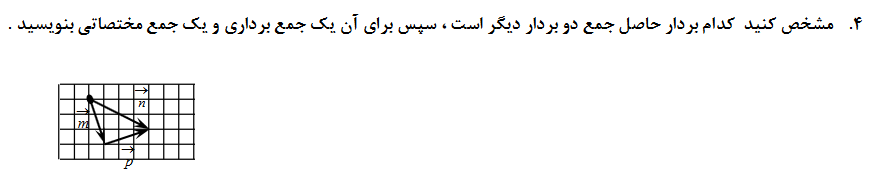 ۴. مشخص کنید کدام بردار حاصل جمع دو بردار دیگر است ، سپس برای آن یک جمع برداری و یک جمع مختصاتی بنویسید .
n
m
p